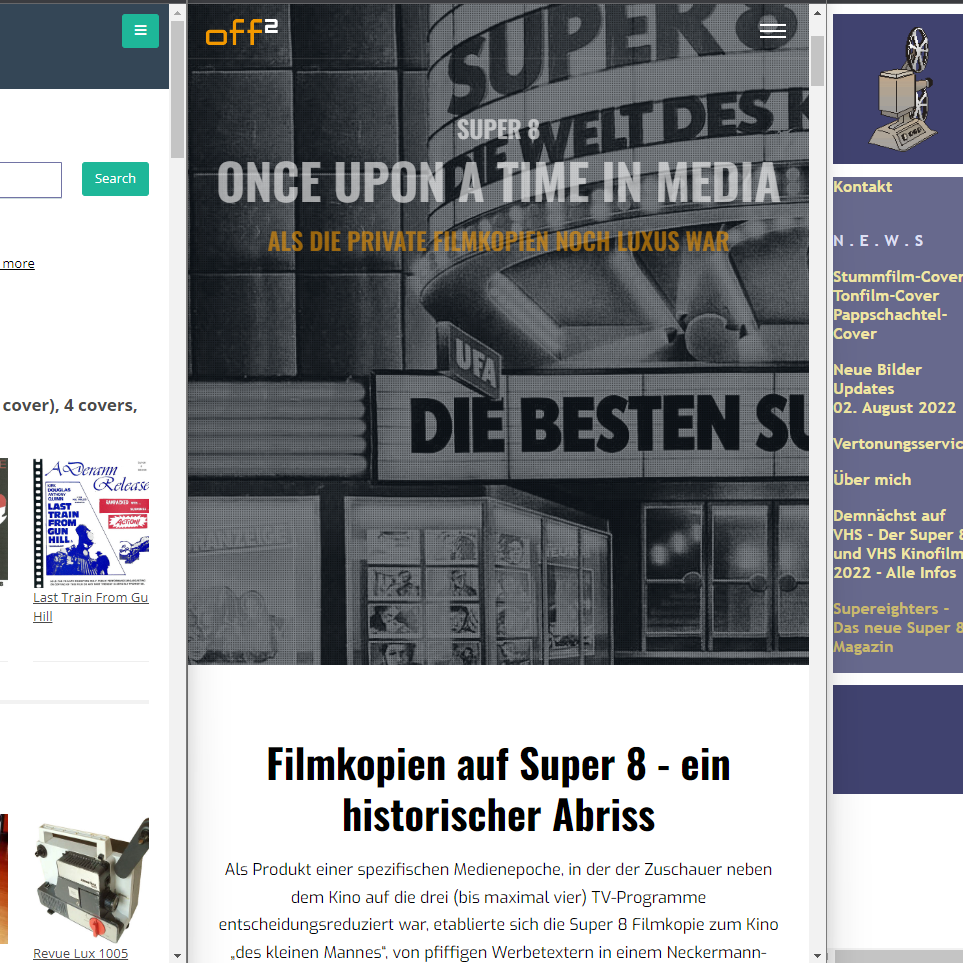 Search
more
cover), 4 covers,
A Derann
Release
KIRK
DOUGLAS
ANTHONY
QUINN
LAST
TRAIN
FROM
GUN
HILL
ACTION!
Last Train From Gu
Hill
Revue Lux 1005
off2
SUPER 8
DIE WELT DES K
SUPER 8
ONCE UPON A TIME IN MEDIA
ALS DIE PRIVATE FILMKOPIEN NOCH LUXUS WAR
UFA
DIE BESTEN SU
Filmkopien auf Super 8 - ein
historischer Abriss
Als Produkt einer spezifischen Medienepoche, in der der Zuschauer neben
dem Kino auf die drei (bis maximal vier) TV-Programme
entscheidungsreduziert war, etablierte sich die Super 8 Filmkopie zum Kino
„des kleinen Mannes“, von pfiffigen Werbetextern in einem Neckermann-
Kontakt
N . E . W . S
Stummfilm-Cover
Tonfilm-Cover
Pappschachtel-
Cover
Neue Bilder
Updates
02. August 2022
Vertonungsservic
Über mich
Demnächst auf
VHS - Der Super 8
und VHS Kinofilm
2022 - Alle Infos
Supereighters -
Das neue Super 8
Magazin